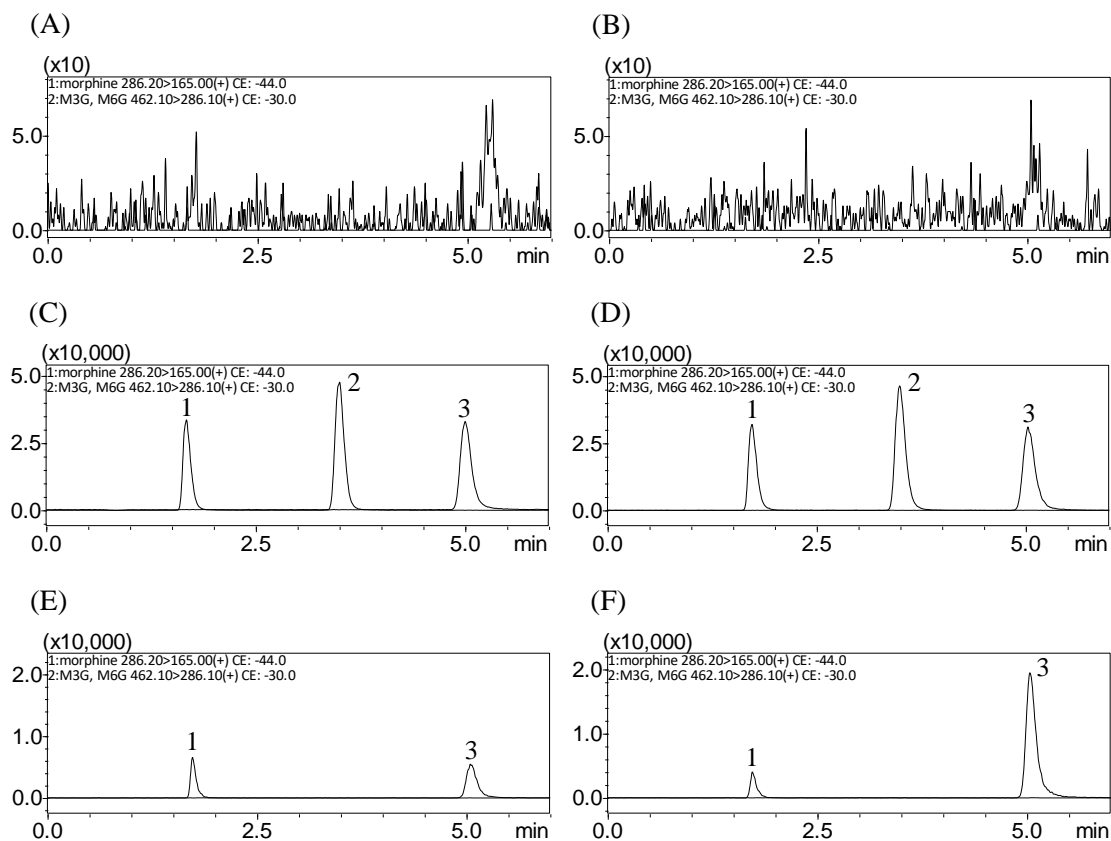 (A)
(x10)
1:morphine 286.20>165.00(+) CE: -44.0
2:M3G, M6G 462.10>286.10(+) CE: -30.0
5.0
0.0
0.0 2.5 5.0 min
(B)
(x10)
1:morphine 286.20>165.00(+) CE: -44.0
2:M3G, M6G 462.10>286.10(+) CE: -30.0
5.0
0.0
0.0 2.5 5.0 min
(C)
(x10,000)
1:morphine 286.20>165.00(+) CE: -44.0
2:M3G, M6G 462.10>286.10(+) CE: -30.0
5.0
2.5
0.0
1 2 3
0.0 2.5 5.0 min
(D)
(x10,000)
1:morphine 286.20>165.00(+) CE: -44.0
2:M3G, M6G 462.10>286.10(+) CE: -30.0
5.0
2.5
0.0
1 2 3
0.0 2.5 5.0 min
(E)
(x10,000)
1:morphine 286.20>165.00(+) CE: -44.0
2:M3G, M6G 462.10>286.10(+) CE: -30.0
2.0
1.0
0.0
1 3
0.0 2.5 5.0 min
(F)
(x10,000)
1:morphine 286.20>165.00(+) CE: -44.0
2:M3G, M6G 462.10>286.10(+) CE: -30.0
2.0
1.0
0.0
1 3
0.0 2.5 5.0 min